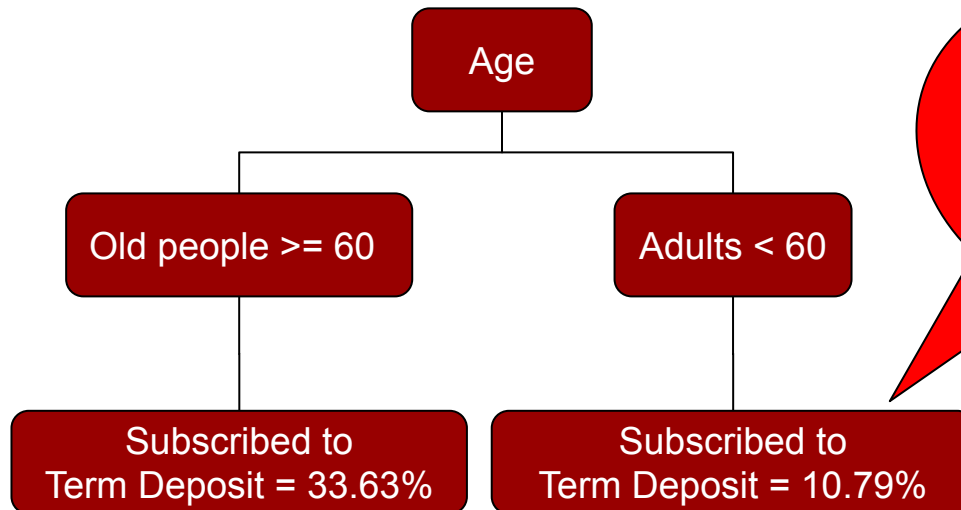 Age
Old people >= 60
Adults < 60
Subscribed to
Term Deposit = 33.63%
Subscribed to
Term Deposit = 10.79%